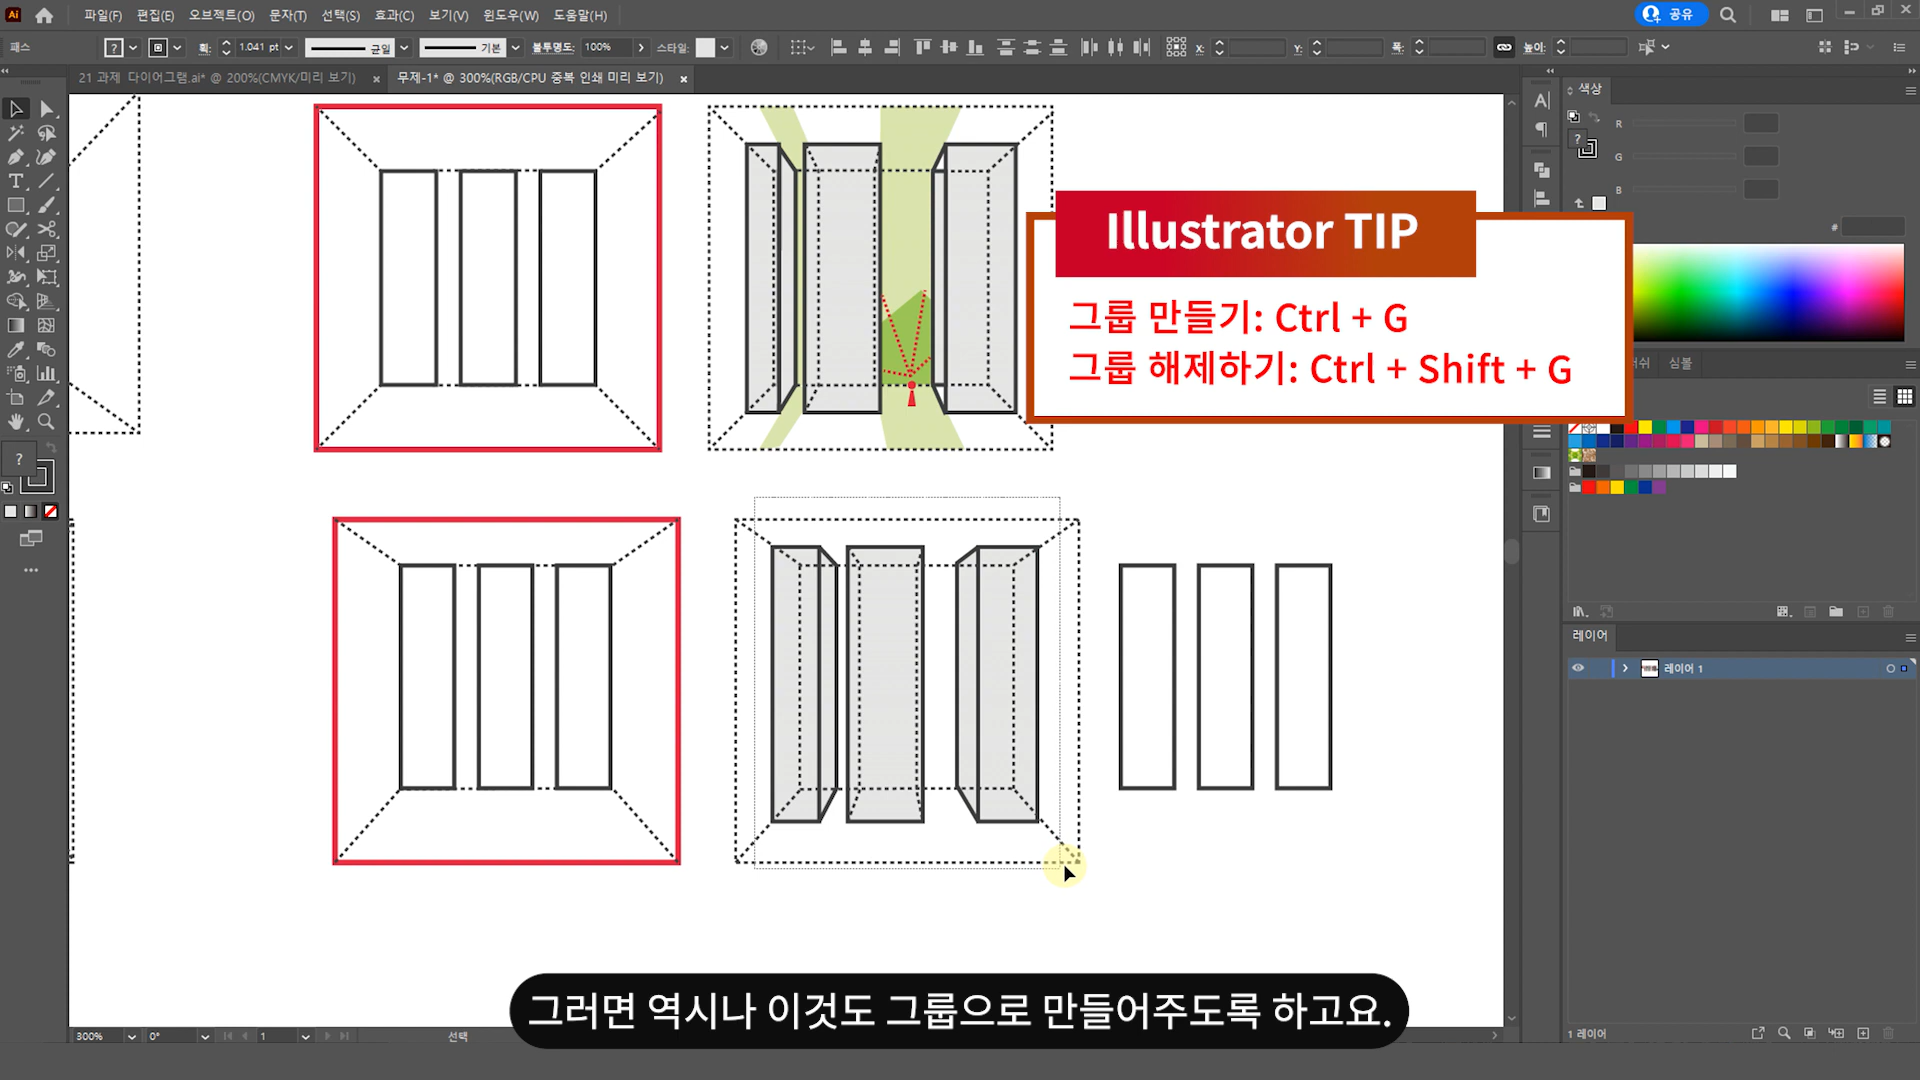 Ai
파일(F) 편집(E) 오브젝트(O) 문자(T) 선택(S) 효과(C) 보기(V) 윈도우(W) 도움말(H)
공유
패스
?
획: 1.041 pt
균일
기본
불투명도: 100%
스타일:
X:
Y:
폭:
높이:
21 과제 다이어그램.ai* @ 200%(CMYK/미리 보기) ×
무제-1* @ 300%(RGB/CPU 중복 인쇄 미리 보기) ×
색상
R
G
B
#
?
Illustrator TIP
그룹 만들기: Ctrl + G
그룹 해제하기: Ctrl + Shift + G
심볼
?
레이어
레이어 1
그러면 역시나 이것도 그룹으로 만들어주도록 하고요.
300%
0°
1
선택
1 레이어